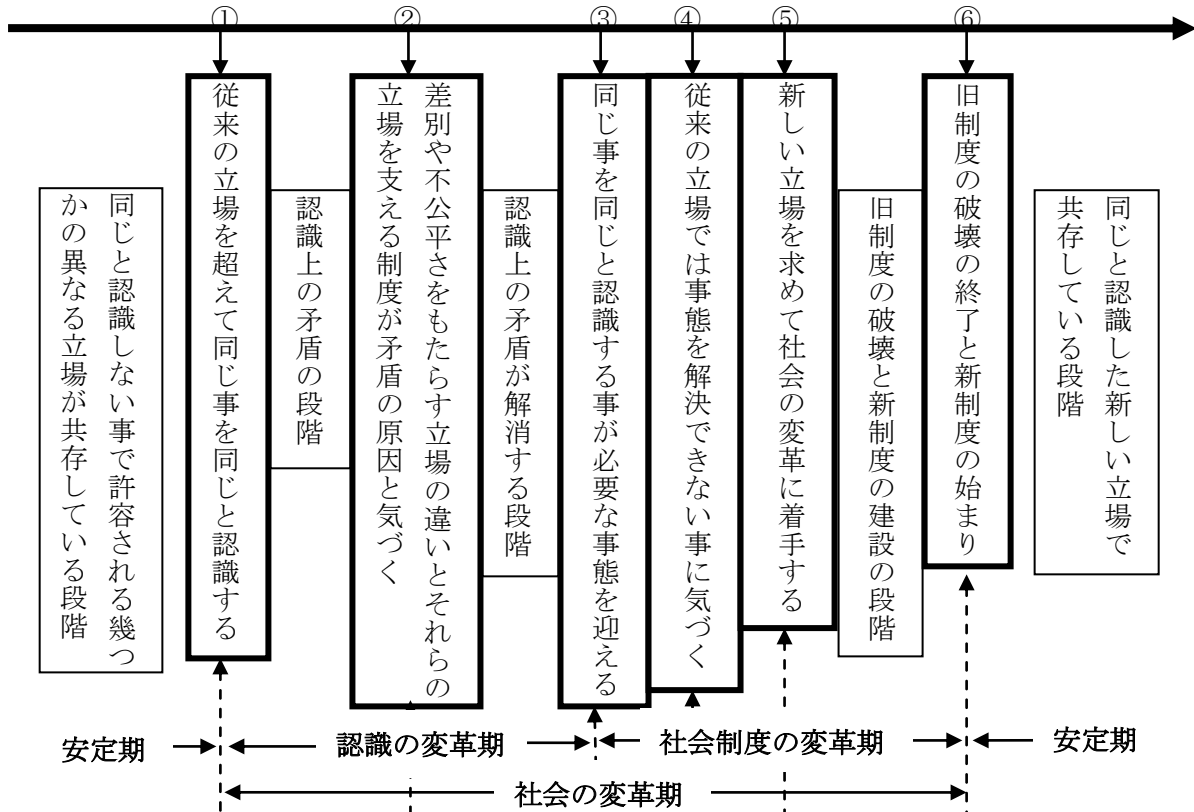 ①
②
③
④
⑤
⑥
同じと認識しない事で許容される幾つ
かの異なる立場が共存している段階
従来の立場を超えて同じ事を同じと認識する
認識上の矛盾の段階
差別や不公平さをもたらす立場の違いとそれらの
立場を支える制度が矛盾の原因と気づく
認識上の矛盾が解消する段階
同じ事を同じと認識する事が必要な事態を迎える
従来の立場では事態を解決できない事に気づく
新しい立場を求めて社会の変革に着手する
旧制度の破壊と新制度の建設の段階
旧制度の破壊の終了と新制度の始まり
同じと認識した新しい立場で
共存している段階
安定期
認識の変革期
社会制度の変革期
安定期
社会の変革期